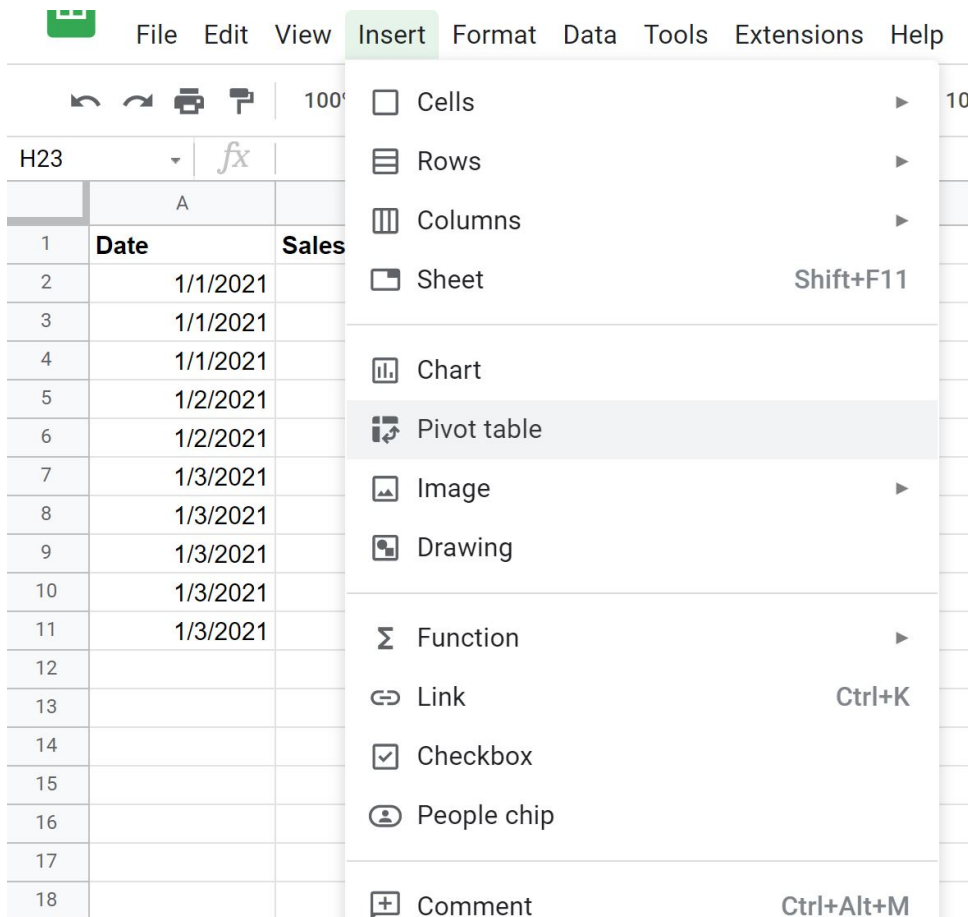 File Edit View Insert Format Data Tools Extensions Help
100% 10
H23 fx
A
1 Date Sales
2 1/1/2021
3 1/1/2021
4 1/1/2021
5 1/2/2021
6 1/2/2021
7 1/3/2021
8 1/3/2021
9 1/3/2021
10 1/3/2021
11 1/3/2021
12
13
14
15
16
17
18
Cells
Rows
Columns
Sheet Shift+F11
Chart
Pivot table
Image
Drawing
Σ Function
Link Ctrl+K
Checkbox
People chip
Comment Ctrl+Alt+M